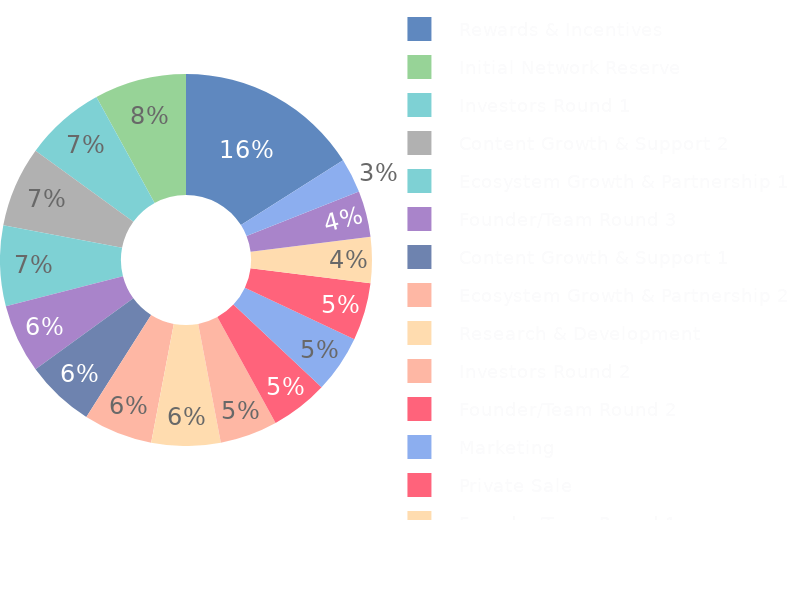 Rewards & Incentives
Initial Network Reserve
Investors Round 1
Content Growth & Support 2
Ecosystem Growth & Partnership 1
Founder/Team Round 3
Content Growth & Support 1
Ecosystem Growth & Partnership 2
Research & Development
Investors Round 2
Founder/Team Round 2
Marketing
Private Sale
16%
3%
4%
4%
5%
5%
5%
5%
6%
6%
6%
6%
7%
7%
7%
8%